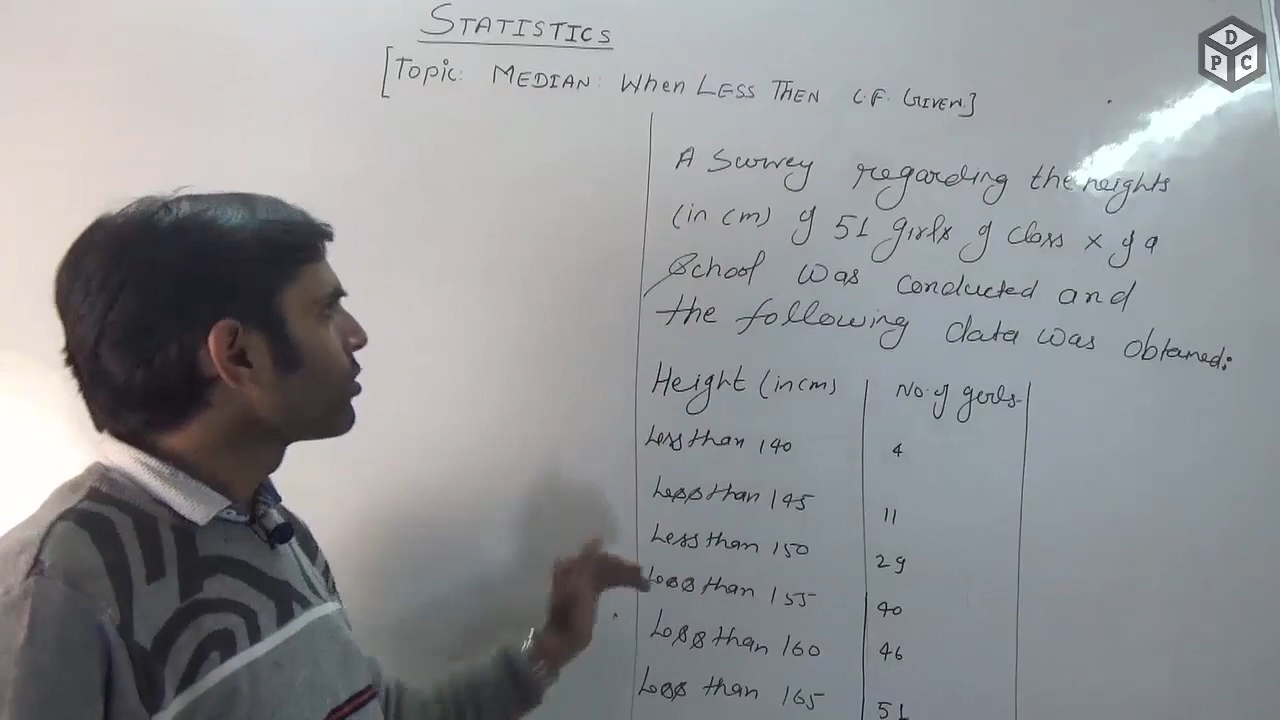 STATISTICS
[Topic: MEDIAN: When LESS THEN C.F. GIVEN]
D
P C
A Survey regarding the heights
(in cm) of 51 girls of class X of a
School was conducted and
the following data was obtained:
Height (in cm) No. of girls
Less than 140 4
Less than 145 11
Less than 150 29
Less than 155 40
Less than 160 46
Less than 165 51